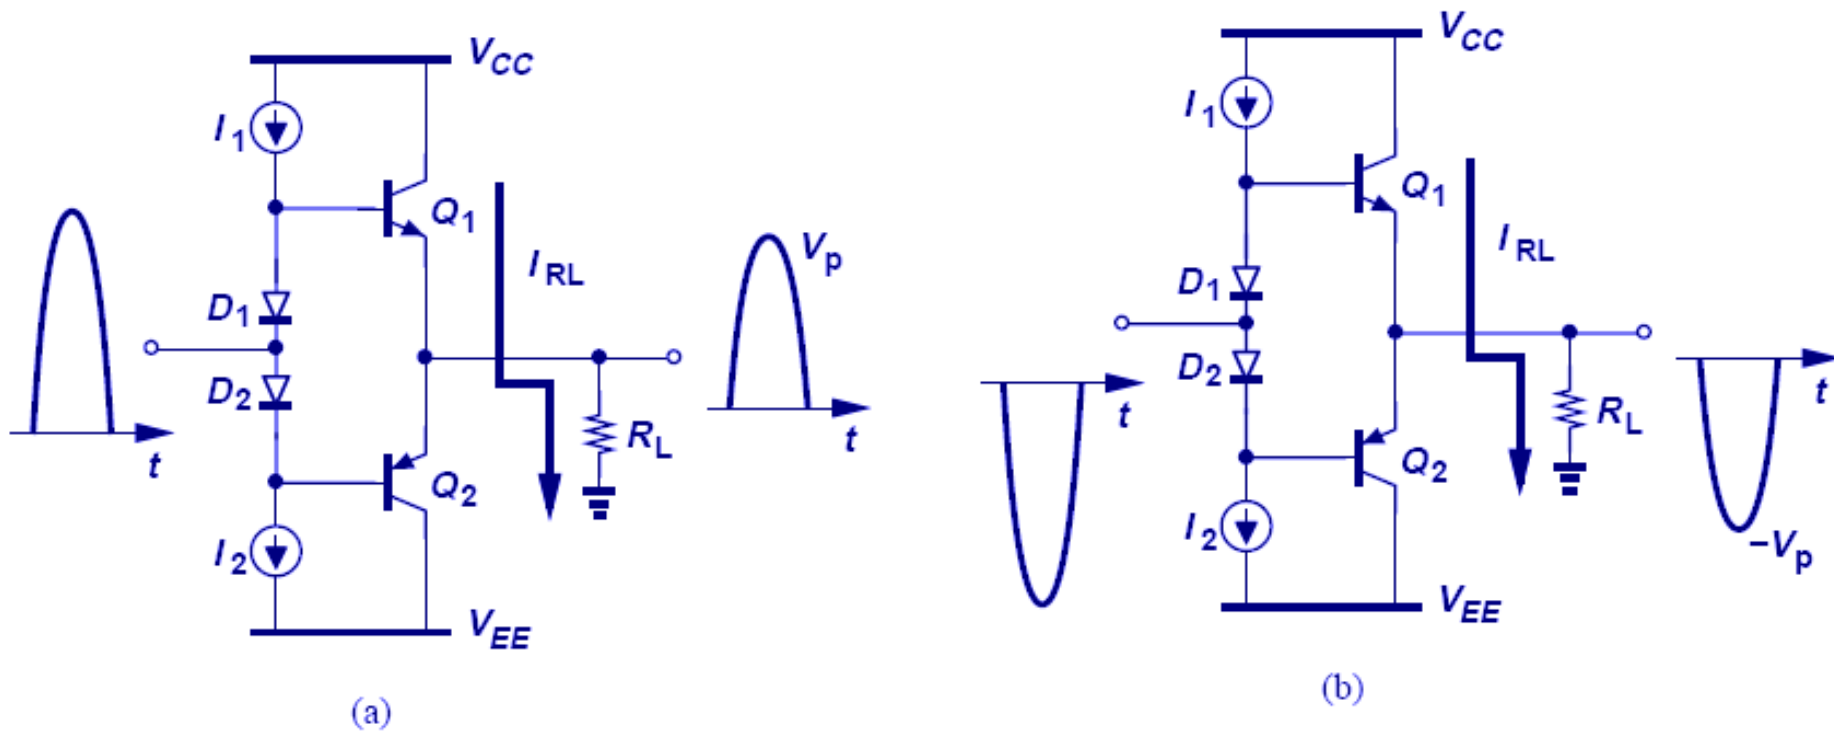 V_CC
I_1
Q_1
I_RL
V_p
D_1
D_2
t
t
R_L
Q_2
I_2
V_EE
(a)
V_CC
I_1
Q_1
I_RL
D_1
D_2
t
t
R_L
Q_2
I_2
–V_p
V_EE
(b)